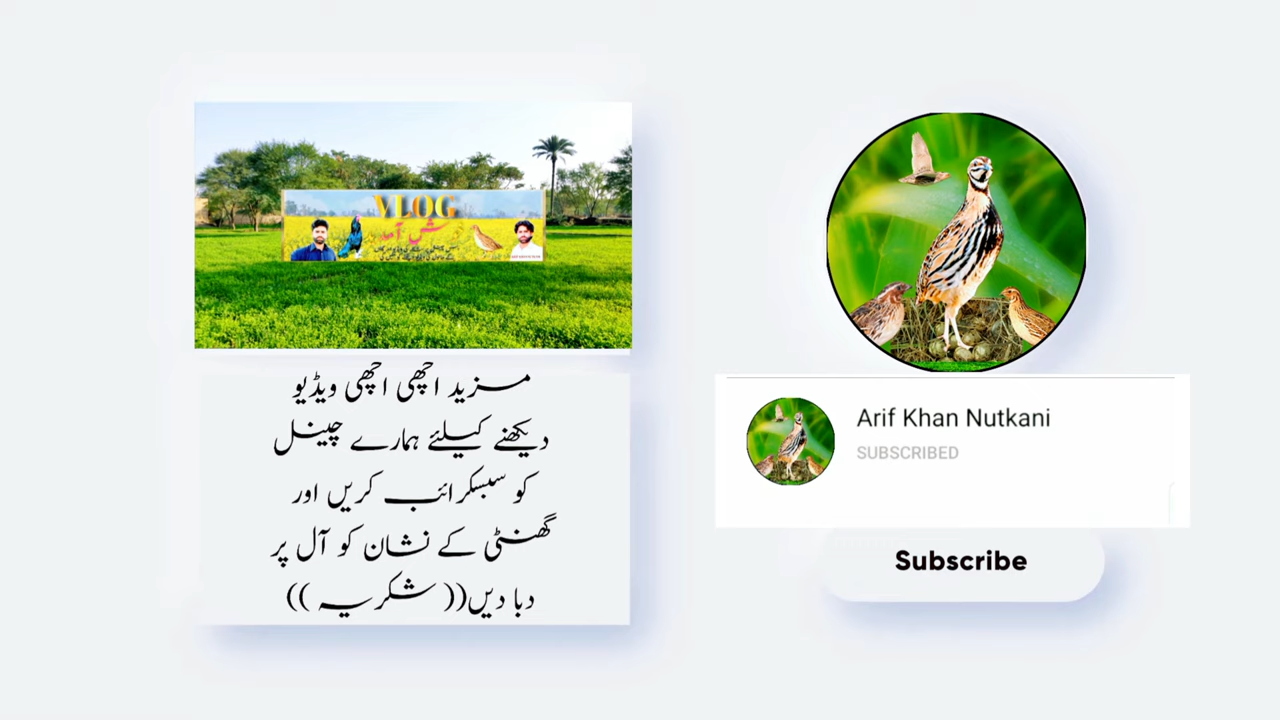 VLOG
مزید اچھی اچھی ویڈیو
دیکھنے کیلئے ہمارے چینل
کو سبسکرائب کریں اور
گھنٹی کے نشان کو آل پر
دبا دیں(( شکریہ ))
Arif Khan Nutkani
SUBSCRIBED
Subscribe